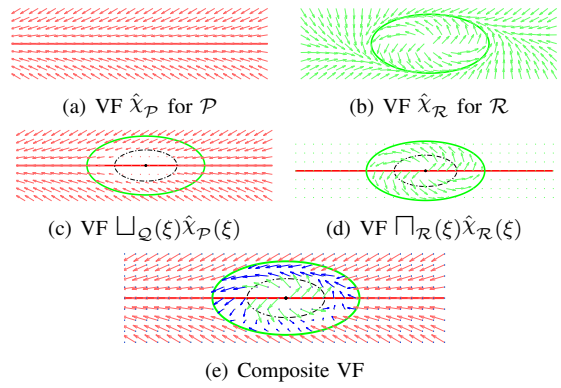 (a) VF χ̂_𝒫 for 𝒫
(b) VF χ̂_ℛ for ℛ
(c) VF ⨆_𝒬(ξ)χ̂_𝒫(ξ)
(d) VF ⨅_ℛ(ξ)χ̂_ℛ(ξ)
(e) Composite VF